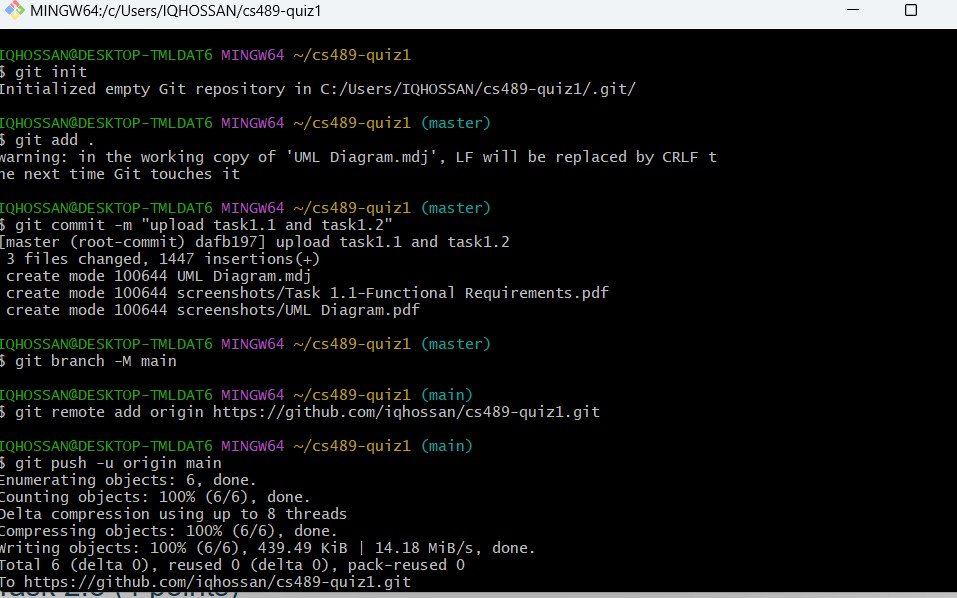 MINGW64:/c/Users/IQHOSSAN/cs489-quiz1
IQHOSSAN@DESKTOP-TMLDAT6 MINGW64 ~/cs489-quiz1
$ git init
Initialized empty Git repository in C:/Users/IQHOSSAN/cs489-quiz1/.git/
IQHOSSAN@DESKTOP-TMLDAT6 MINGW64 ~/cs489-quiz1 (master)
$ git add .
warning: in the working copy of 'UML Diagram.mdj', LF will be replaced by CRLF t
he next time Git touches it
IQHOSSAN@DESKTOP-TMLDAT6 MINGW64 ~/cs489-quiz1 (master)
$ git commit -m "upload task1.1 and task1.2"
[master (root-commit) dafb197] upload task1.1 and task1.2
3 files changed, 1447 insertions(+)
create mode 100644 UML Diagram.mdj
create mode 100644 screenshots/Task 1.1-Functional Requirements.pdf
create mode 100644 screenshots/UML Diagram.pdf
IQHOSSAN@DESKTOP-TMLDAT6 MINGW64 ~/cs489-quiz1 (master)
$ git branch -M main
IQHOSSAN@DESKTOP-TMLDAT6 MINGW64 ~/cs489-quiz1 (main)
$ git remote add origin https://github.com/iqhossan/cs489-quiz1.git
IQHOSSAN@DESKTOP-TMLDAT6 MINGW64 ~/cs489-quiz1 (main)
$ git push -u origin main
Enumerating objects: 6, done.
Counting objects: 100% (6/6), done.
Delta compression using up to 8 threads
Compressing objects: 100% (6/6), done.
Writing objects: 100% (6/6), 439.49 KiB | 14.18 MiB/s, done.
Total 6 (delta 0), reused 0 (delta 0), pack-reused 0
To https://github.com/iqhossan/cs489-quiz1.git